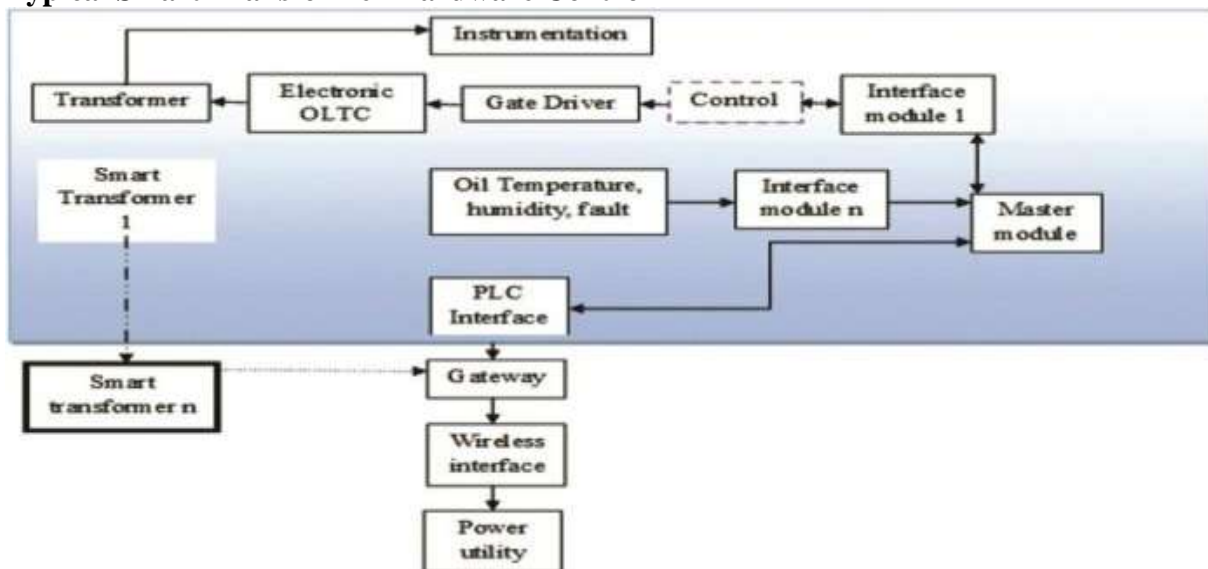 Instrumentation
Transformer
Electronic
OLTC
Gate Driver
Control
Interface
module 1
Smart
Transformer
1
Oil Temperature,
humidity, fault
Interface
module n
Master
module
PLC
Interface
Smart
transformer n
Gateway
Wireless
interface
Power
utility